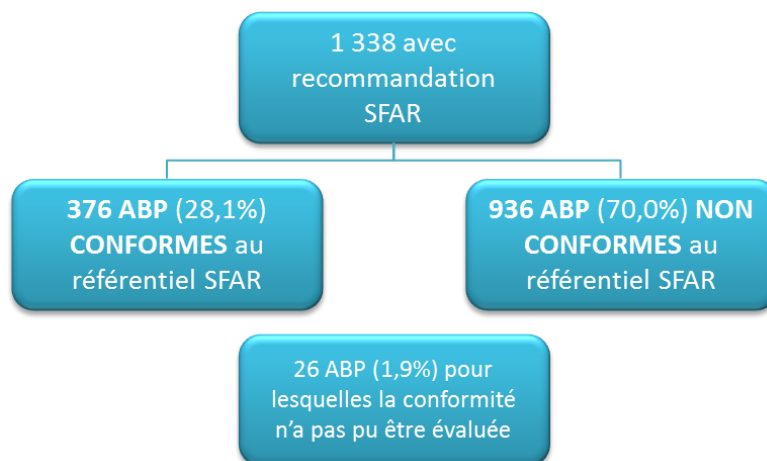 1 338 avec
recommandation
SFAR
376 ABP (28,1%)
CONFORMES au
référentiel SFAR
936 ABP (70,0%) NON
CONFORMES au
référentiel SFAR
26 ABP (1,9%) pour
lesquelles la conformité
n'a pas pu être évaluée